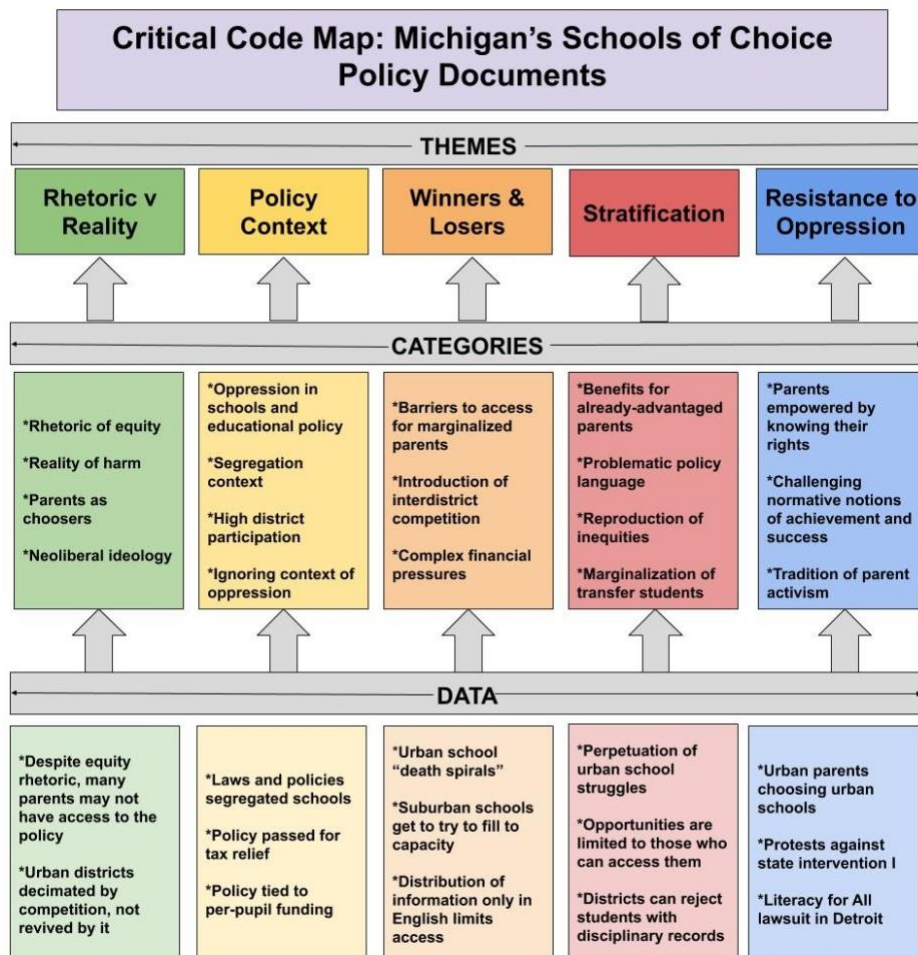 Critical Code Map: Michigan's Schools of Choice
Policy Documents
THEMES
Rhetoric v
Reality
Policy
Context
Winners &
Losers
Stratification
Resistance to
Oppression
CATEGORIES
*Rhetoric of equity
*Reality of harm
*Parents as
choosers
*Neoliberal ideology
*Oppression in
schools and
educational policy
*Segregation
context
*High district
participation
*Ignoring context of
oppression
*Barriers to access
for marginalized
parents
*Introduction of
interdistrict
competition
*Complex financial
pressures
*Benefits for
already-advantaged
parents
*Problematic policy
language
*Reproduction of
inequities
*Marginalization of
transfer students
*Parents
empowered by
knowing their
rights
*Challenging
normative notions
of achievement and
success
*Tradition of parent
activism
DATA
*Despite equity
rhetoric, many
parents may not
have access to the
policy
*Urban districts
decimated by
competition, not
revived by it
*Laws and policies
segregated schools
*Policy passed for
tax relief
*Policy tied to
per-pupil funding
*Urban school
“death spirals”
*Suburban schools
get to try to fill to
capacity
*Distribution of
information only in
English limits
access
*Perpetuation of
urban school
struggles
*Opportunities are
limited to those who
can access them
*Districts can reject
students with
disciplinary records
*Urban parents
choosing urban
schools
*Protests against
state intervention I
*Literacy for All
lawsuit in Detroit